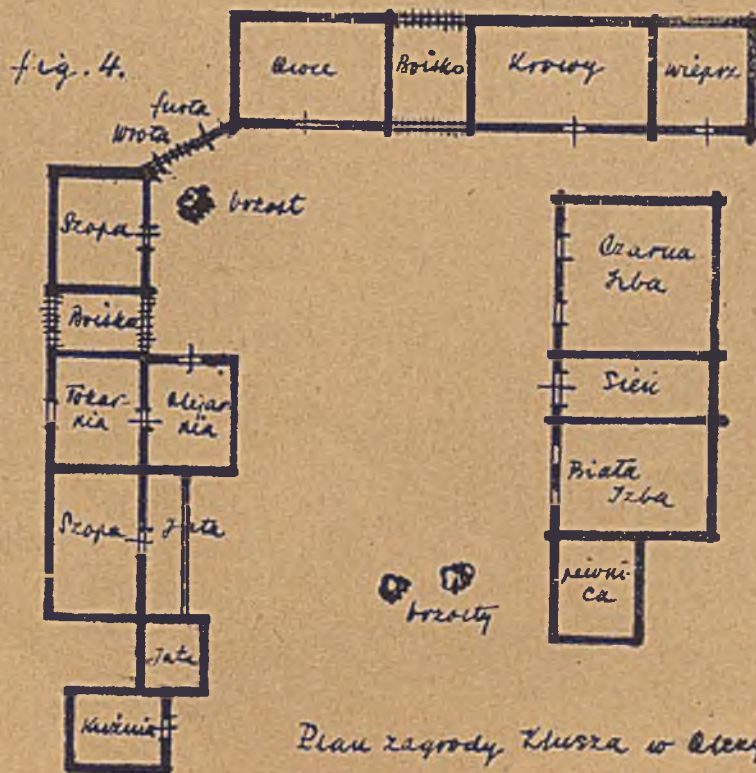 fig. 4.
Owce
Boisko
Krowy
wieprz
furta
wrota
Szopa
brzost
Czarna
Izba
Boisko
Sień
Tokar-
nia
Olejar-
nia
Biała
Izba
Szopa
Jata
piwni-
ca
brzosty
Jata
Kuźnia
Plan zagrody Klusza w